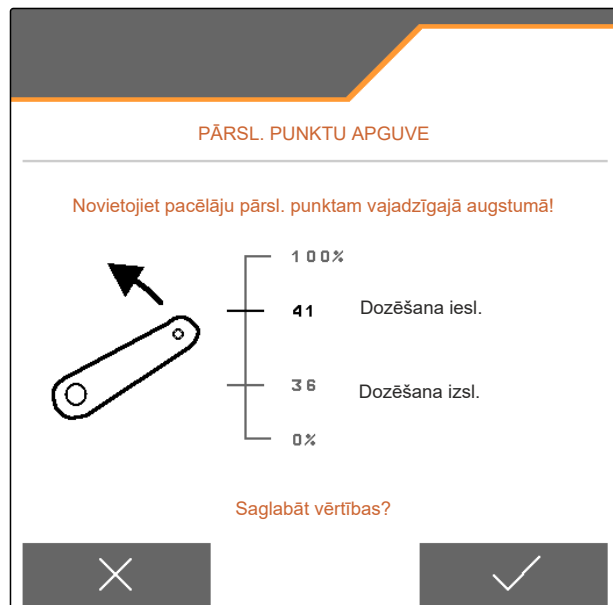 PĀRSL. PUNKTU APGUVE
Novietojiet pacēlāju pārsl. punktam vajadzīgajā augstumā!
100%
41 Dozēšana iesl.
36 Dozēšana izsl.
0%
Saglabāt vērtības?